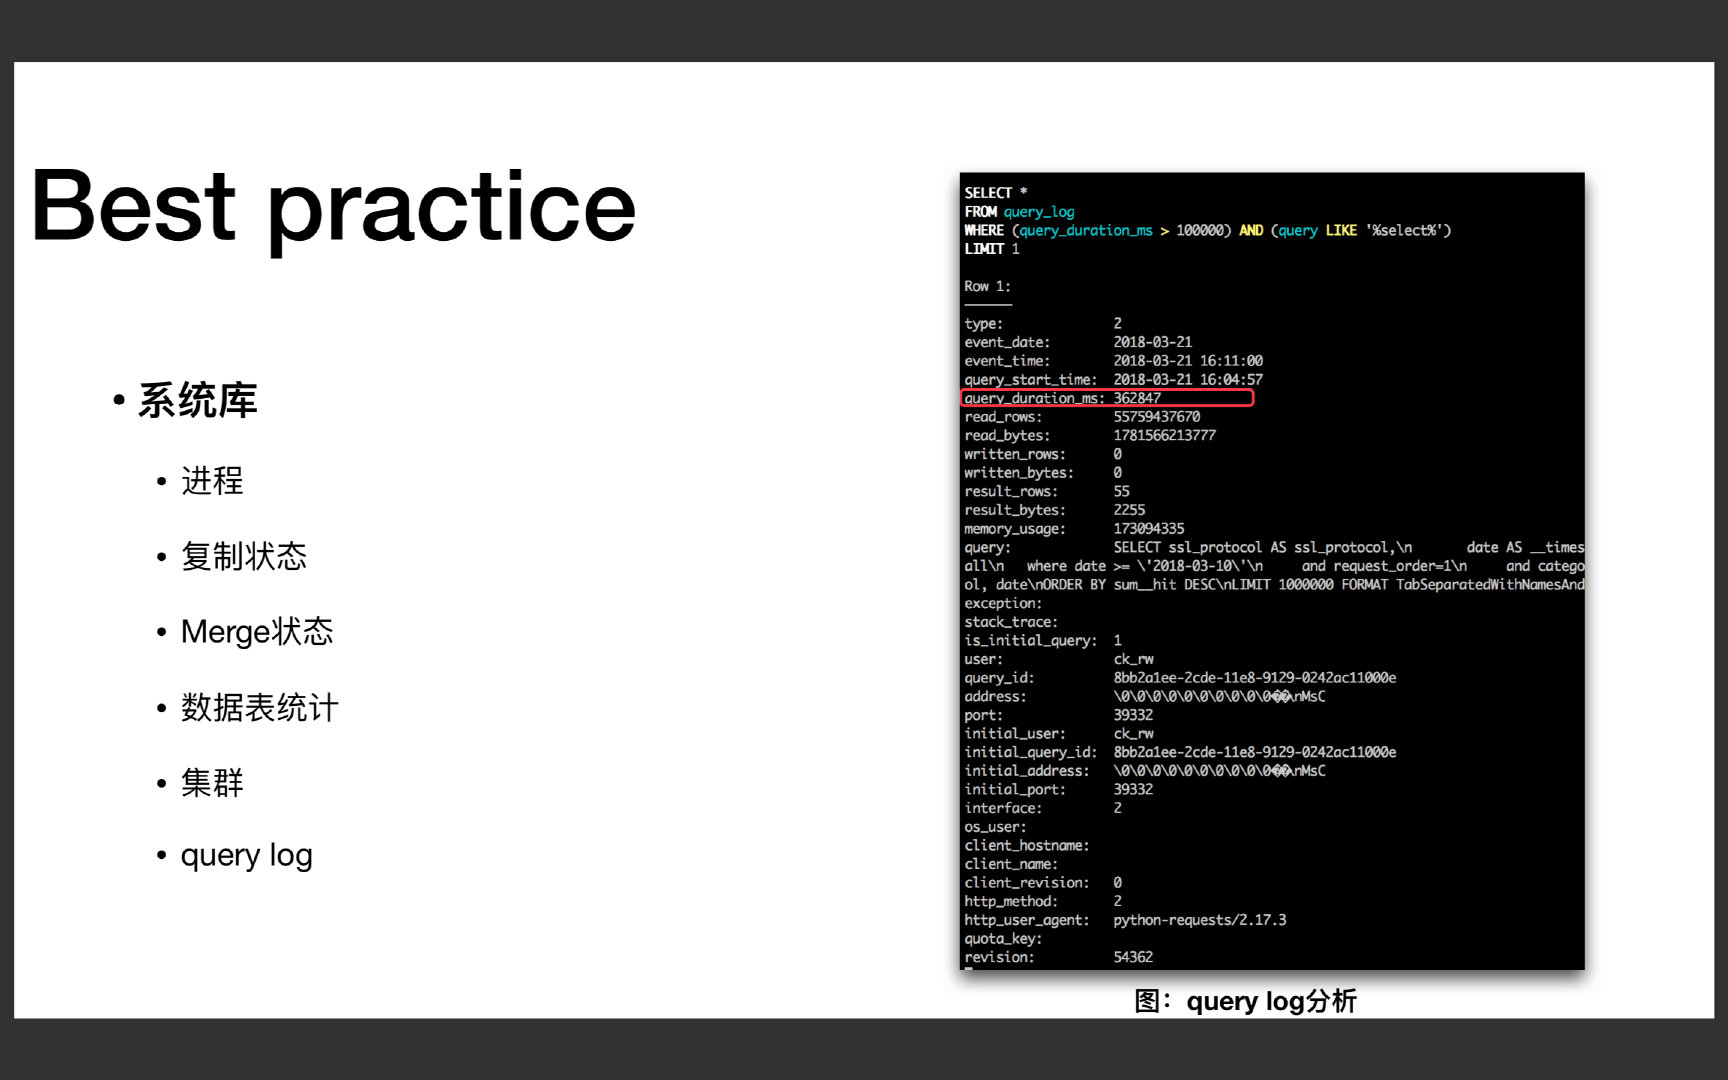 Best practice
• 系统库
• 进程
• 复制状态
• Merge状态
• 数据表统计
• 集群
• query log
SELECT *
FROM query_log
WHERE (query_duration_ms > 100000) AND (query LIKE '%select%')
LIMIT 1
Row 1:
type: 2
event_date: 2018-03-21
event_time: 2018-03-21 16:11:00
query_start_time: 2018-03-21 16:04:57
query_duration_ms: 362847
read_rows: 55759437670
read_bytes: 1781566213777
written_rows: 0
written_bytes: 0
result_rows: 55
result_bytes: 2255
memory_usage: 173094335
query: SELECT ssl_protocol AS ssl_protocol,\n date AS __times
all\n where date >= \'2018-03-10\'\n and request_order=1\n and catego
ol, date\nORDER BY sum__hit DESC\nLIMIT 1000000 FORMAT TabSeparatedWithNamesAnd
exception:
stack_trace:
is_initial_query: 1
user: ck_rw
query_id: 8bb2a1ee-2cde-11e8-9129-0242ac11000e
address: \0\0\0\0\0\0\0\0\0\0��\nMsC
port: 39332
initial_user: ck_rw
initial_query_id: 8bb2a1ee-2cde-11e8-9129-0242ac11000e
initial_address: \0\0\0\0\0\0\0\0\0\0��\nMsC
initial_port: 39332
interface: 2
os_user:
client_hostname:
client_name:
client_revision: 0
http_method: 2
http_user_agent: python-requests/2.17.3
quota_key:
revision: 54362
图：query log分析